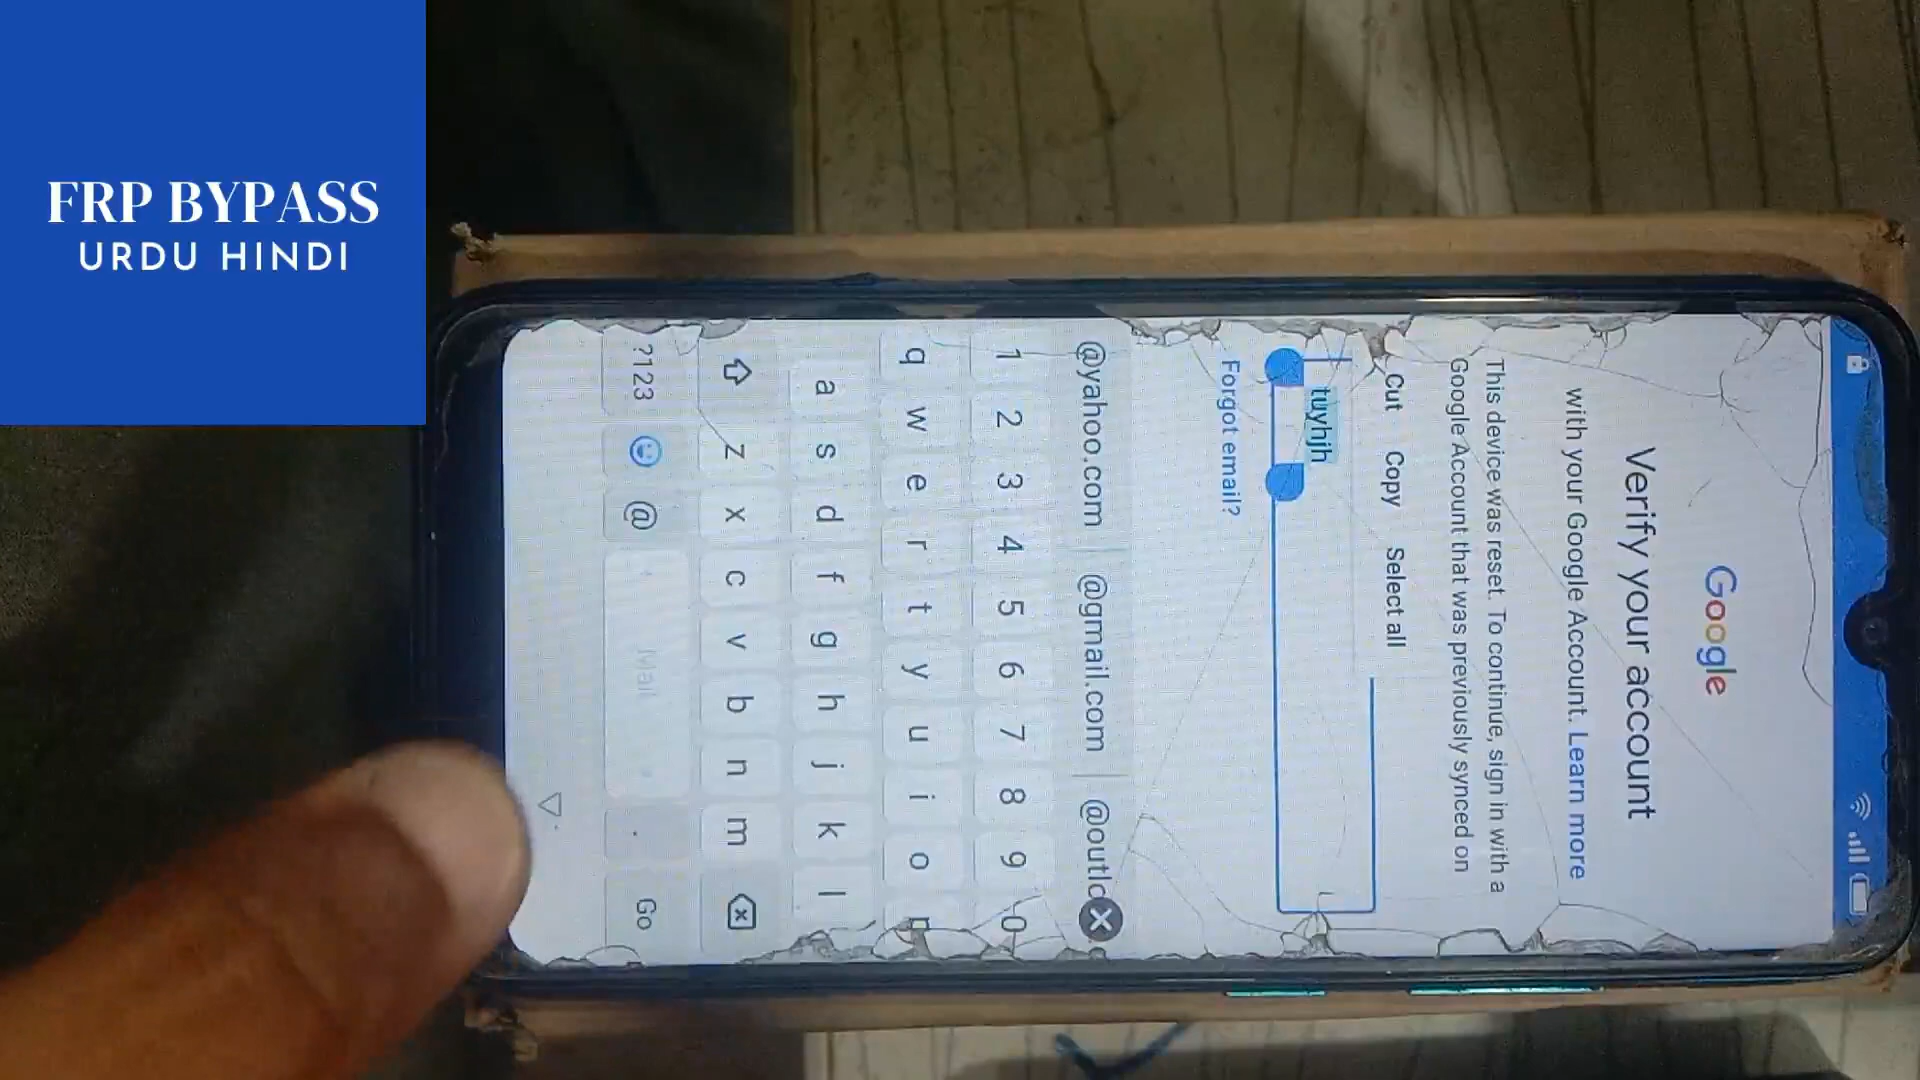 FRP BYPASS
URDU HINDI
Google
Verify your account
with your Google Account. Learn more
This device was reset. To continue, sign in with a
Google Account that was previously synced on
Cut Copy Select all
tuyhjh
Forgot email?
@yahoo.com @gmail.com @outlo
1 2 3 4 5 6 7 8 9 0
q w e r t y u i o p
a s d f g h j k l
z x c v b n m
?123 @ Mail . Go